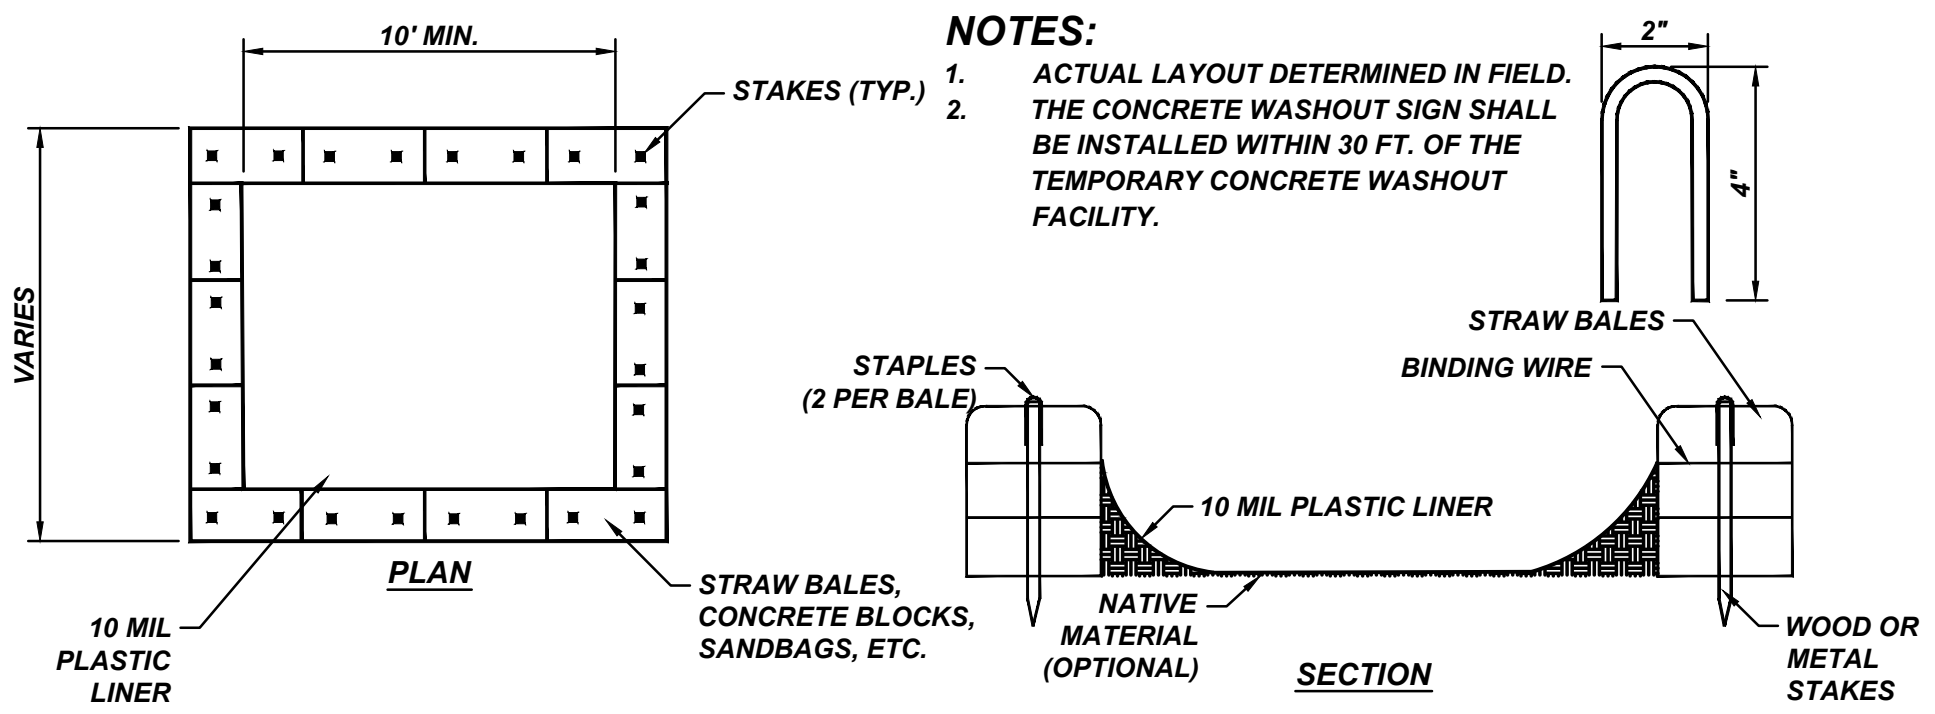 10' MIN.
STAKES (TYP.)
VARIES
PLAN
10 MIL
PLASTIC
LINER
STRAW BALES,
CONCRETE BLOCKS,
SANDBAGS, ETC.
NOTES:
1. ACTUAL LAYOUT DETERMINED IN FIELD.
2. THE CONCRETE WASHOUT SIGN SHALL
BE INSTALLED WITHIN 30 FT. OF THE
TEMPORARY CONCRETE WASHOUT
FACILITY.
2"
4"
STRAW BALES
BINDING WIRE
STAPLES
(2 PER BALE)
10 MIL PLASTIC LINER
NATIVE
MATERIAL
(OPTIONAL)
SECTION
WOOD OR
METAL
STAKES